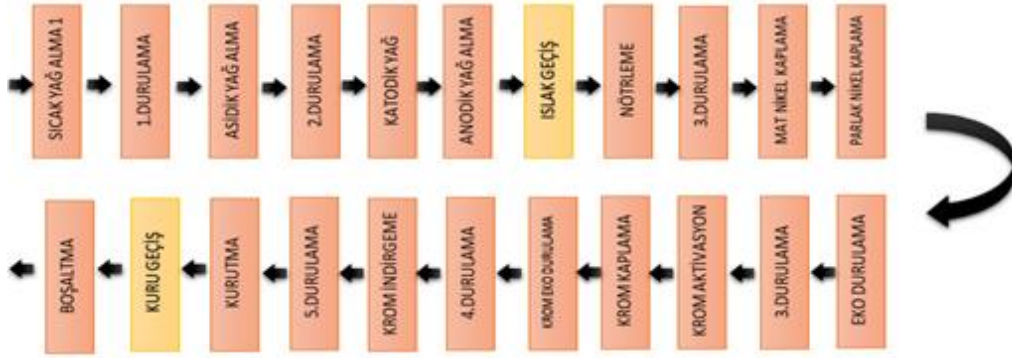 SICAK YAĞ ALMA 1
1.DURULAMA
ASİDİK YAĞ ALMA
2.DURULAMA
KATODİK YAĞ
ANODİK YAĞ ALMA
ISLAK GEÇİŞ
NÖTRLEME
3.DURULAMA
MAT NİKEL KAPLAMA
PARLAK NİKEL KAPLAMA
EKO DURULAMA
3.DURULAMA
KROM AKTİVASYON
KROM KAPLAMA
KROM EKO DURULAMA
4.DURULAMA
KROM İNDİRGEME
5.DURULAMA
KURUTMA
KURU GEÇİŞ
BOŞALTMA